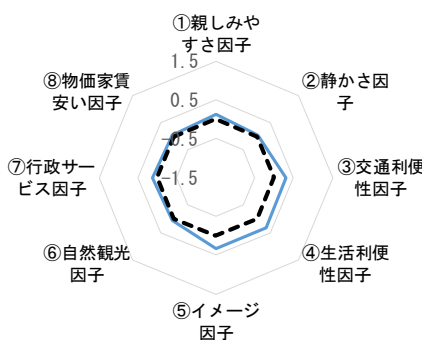 ①親しみや
すさ因子
1.5
②静かさ因
子
⑧物価家賃
安い因子
0.5
-0.5
⑦行政サー
ビス因子
-1.5
③交通利便
性因子
⑥自然観光
因子
④生活利便
性因子
⑤イメージ
因子